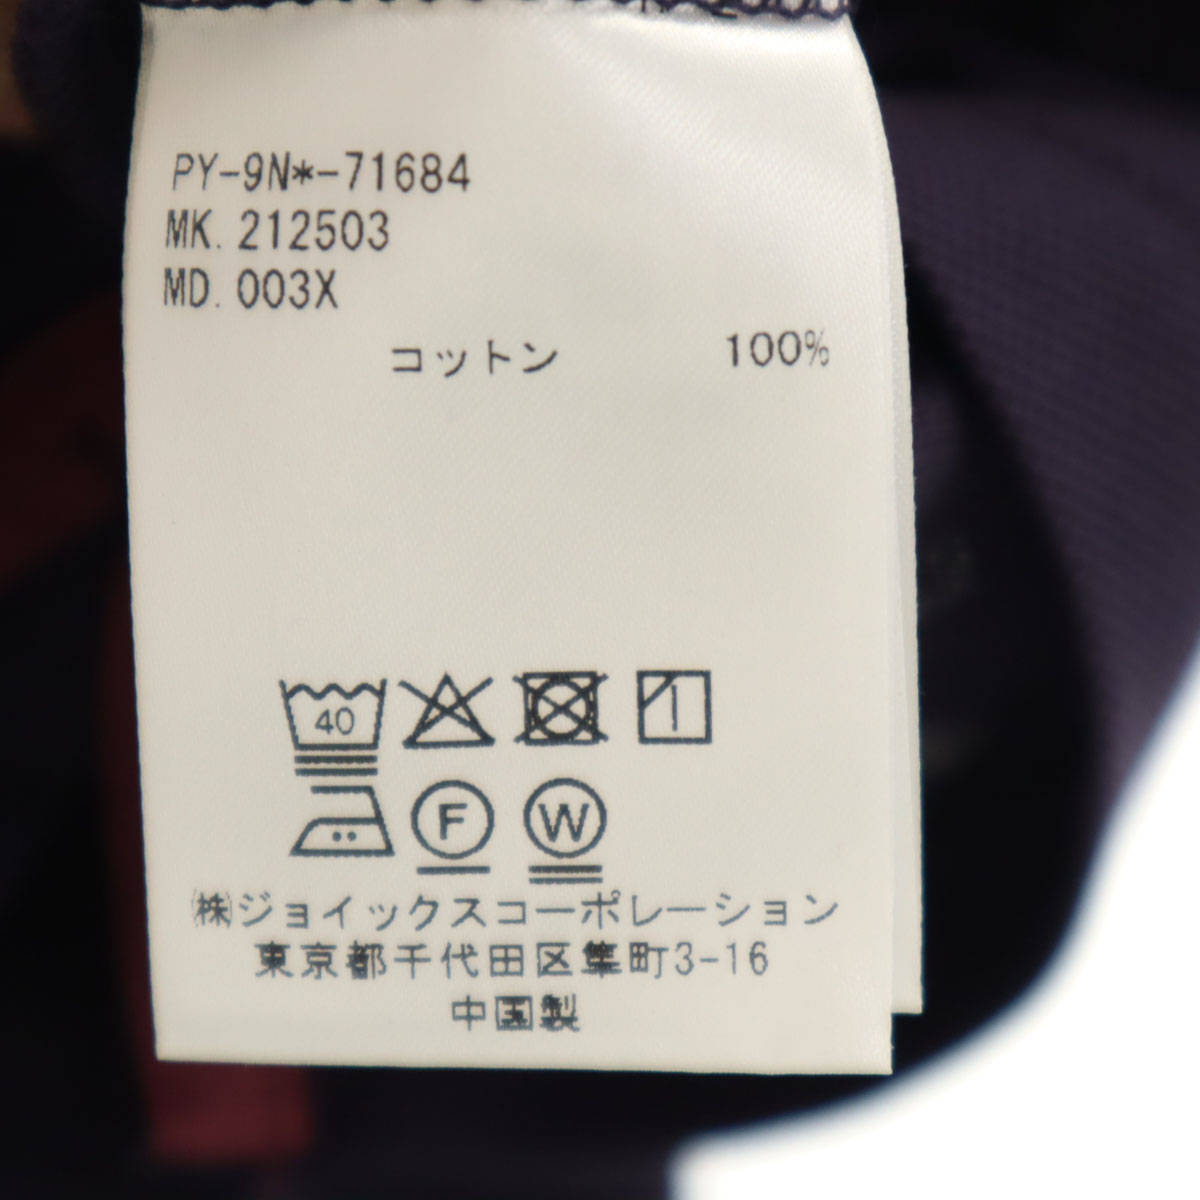 PY-9N*-71684
MK. 212503
MD. 003X
コットン 100%
40
F W
㈱ジョイックスコーポレーション
東京都千代田区隼町3-16
中国製